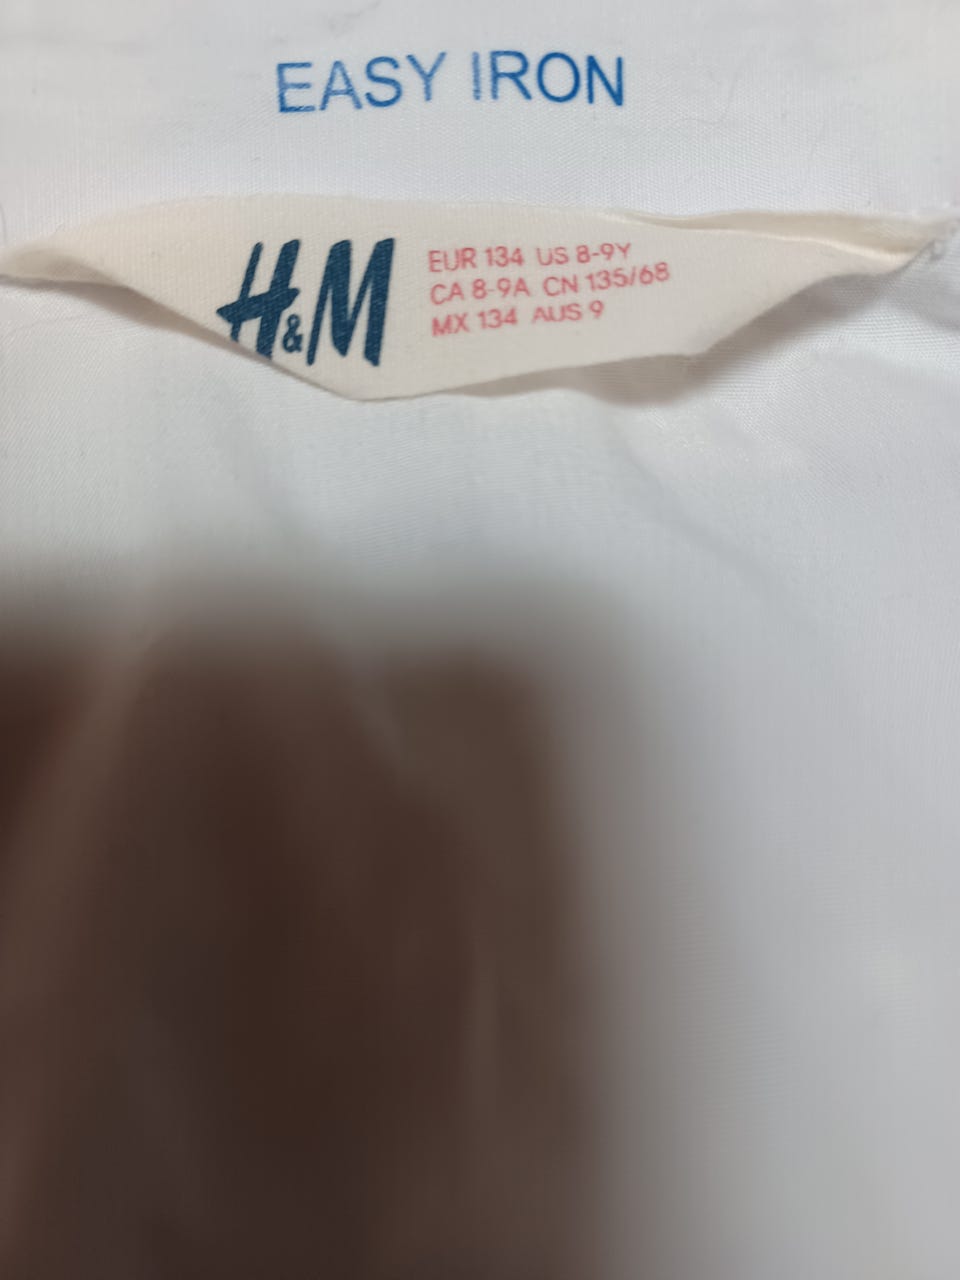 EASY IRON
H&M
EUR 134 US 8-9Y
CA 8-9A CN 135/68
MX 134 AUS 9